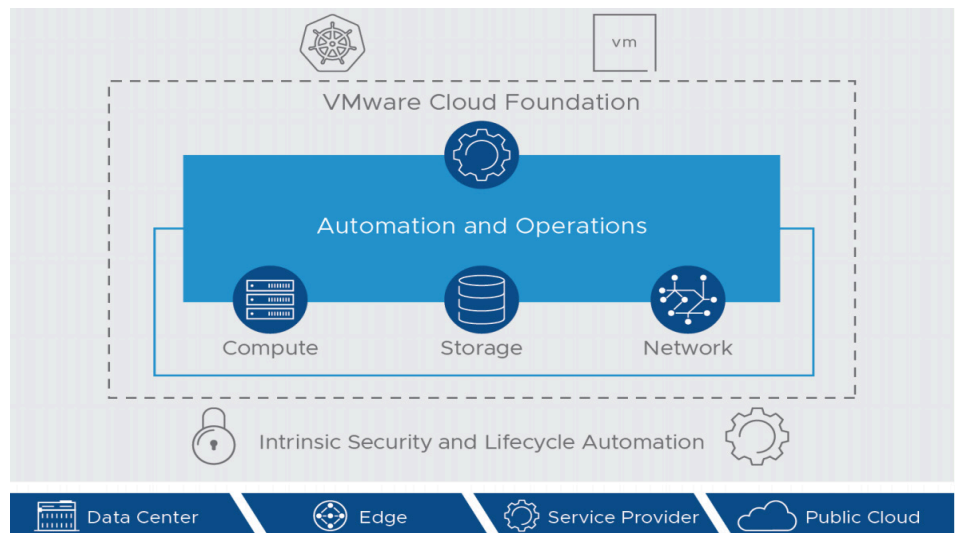 vm
VMware Cloud Foundation
Automation and Operations
Compute
Storage
Network
Intrinsic Security and Lifecycle Automation
Data Center
Edge
Service Provider
Public Cloud